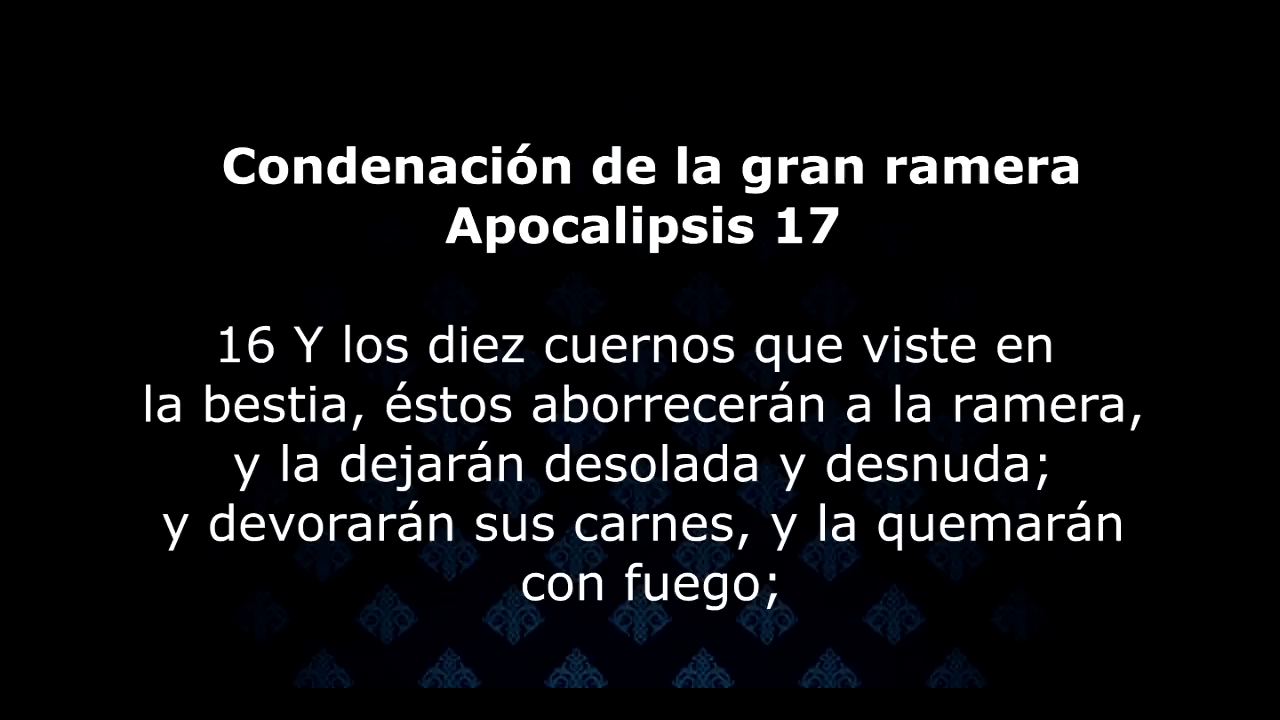 Condenación de la gran ramera
Apocalipsis 17
16 Y los diez cuernos que viste en
la bestia, éstos aborrecerán a la ramera,
y la dejarán desolada y desnuda;
y devorarán sus carnes, y la quemarán
con fuego;